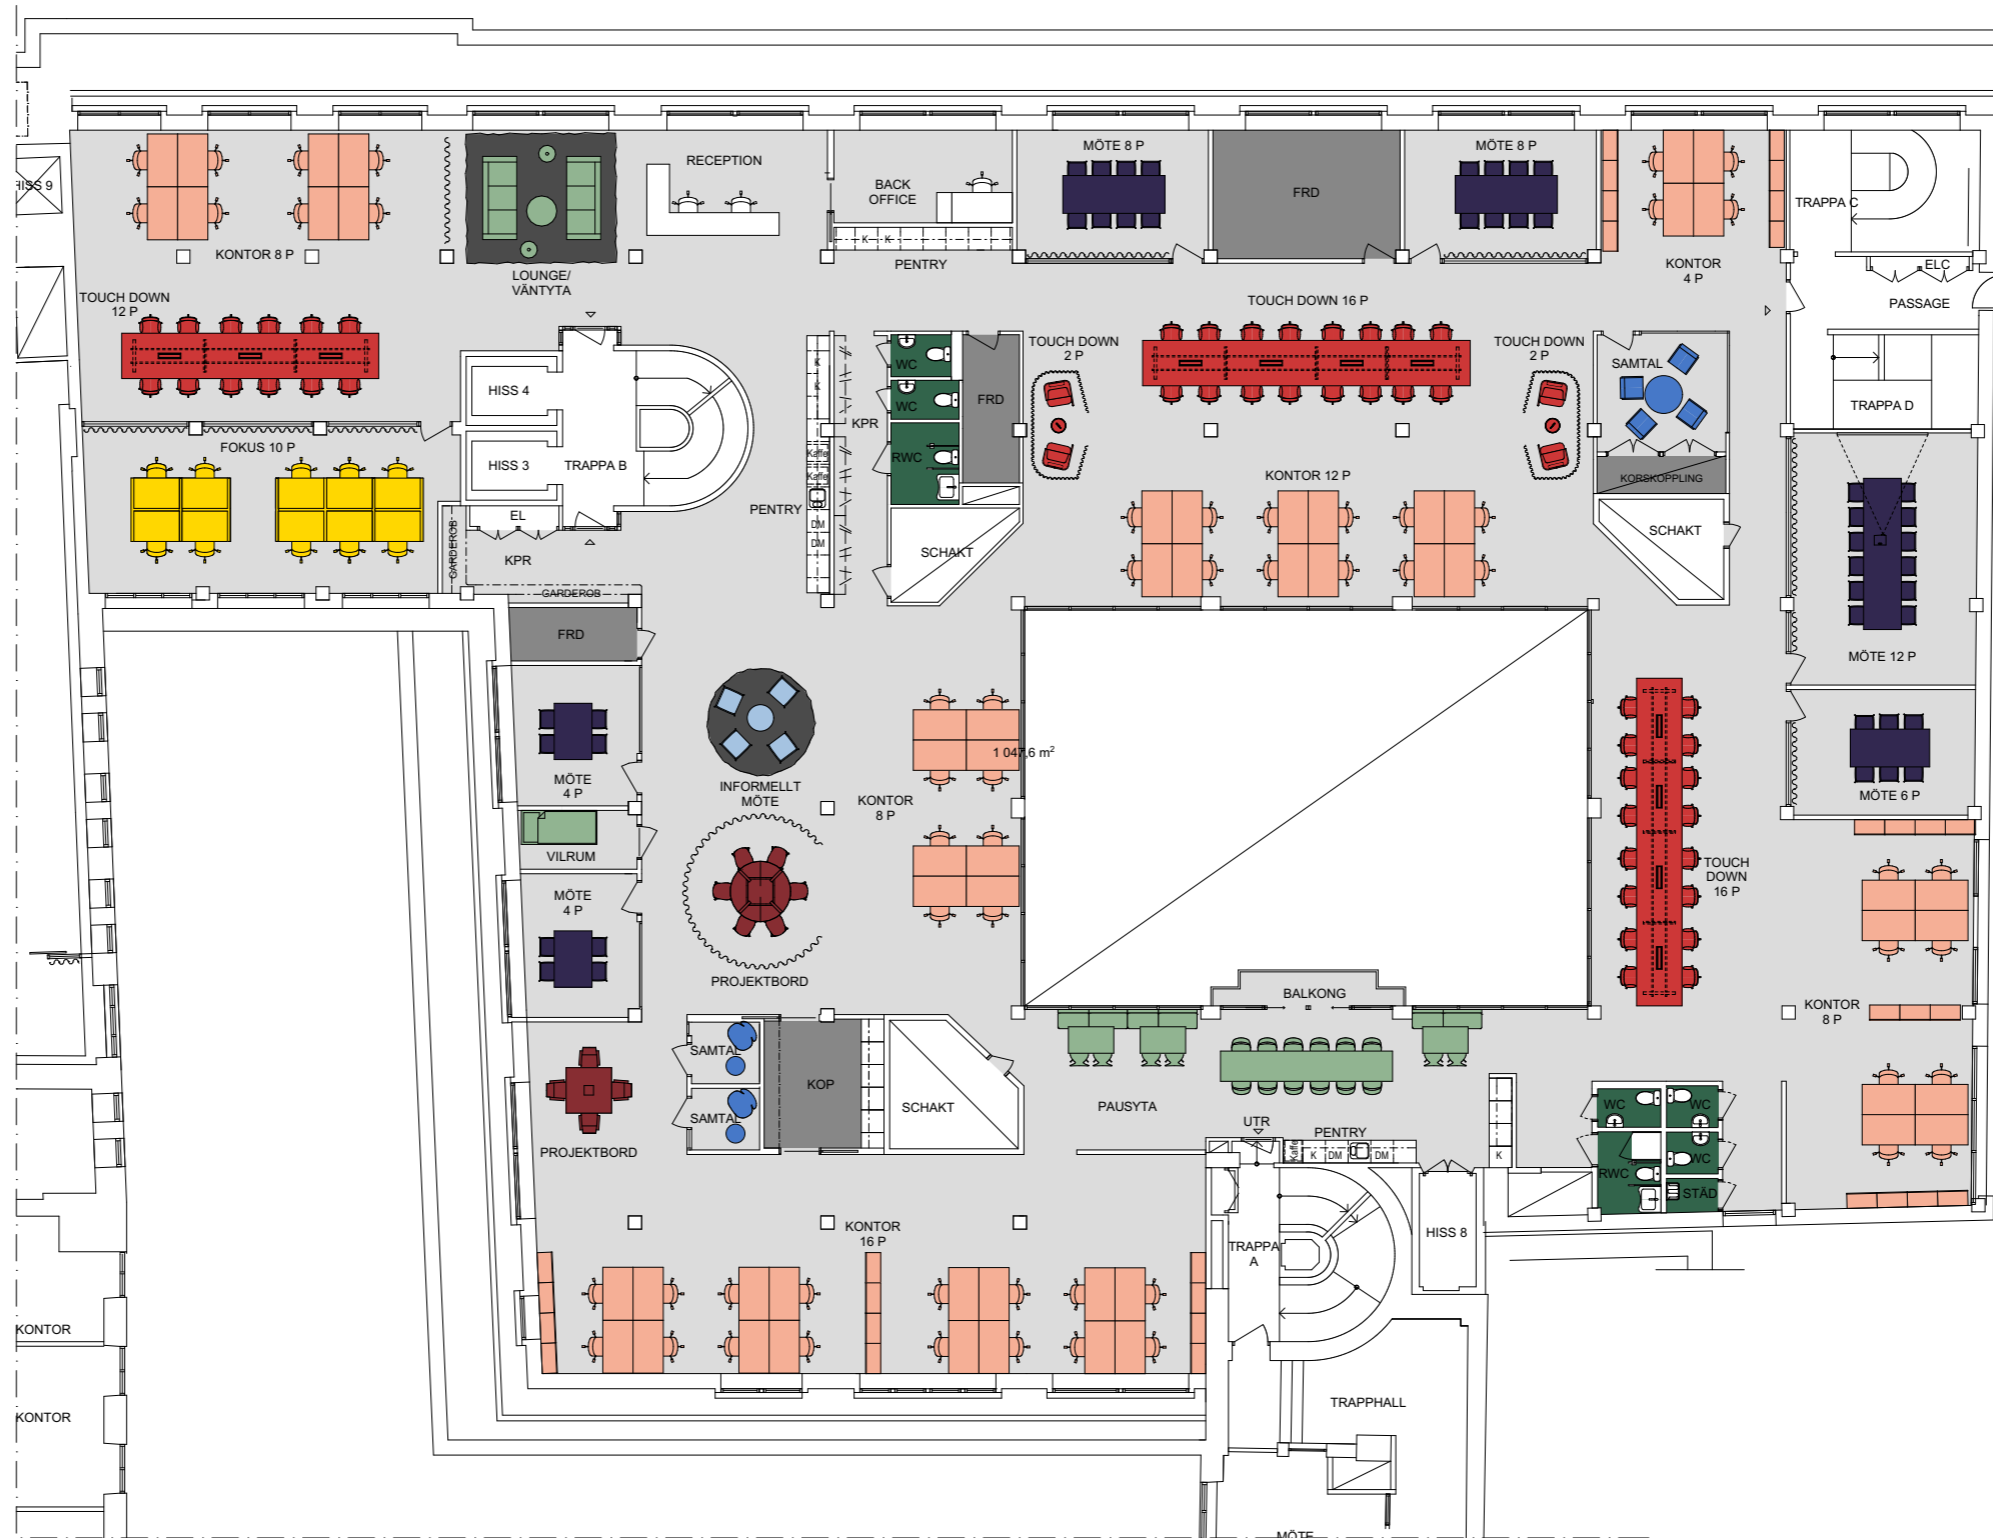 MÖTE 8 P
MÖTE 8 P
RECEPTION
HISS 9
BACK
OFFICE
FRD
TRAPPA C
K K
KONTOR 8 P
PENTRY
KONTOR
4 P
ELC
LOUNGE/
VÄNTYTA
TOUCH DOWN
12 P
TOUCH DOWN 16 P
PASSAGE
TOUCH DOWN
2 P
TOUCH DOWN
2 P
WC
SAMTAL
K
K
HISS 4
WC
FRD
TRAPPA D
KPR
FOKUS 10 P
Kaffe
RWC
HISS 3
TRAPPA B
Kaffe
KONTOR 12 P
KORSKOPPLING
PENTRY
EL
DM
DM
SCHAKT
SCHAKT
GARDEROB
KPR
GARDEROB
FRD
MÖTE 12 P
1 047,6 m²
MÖTE
4 P
INFORMELLT
MÖTE
KONTOR
8 P
MÖTE 6 P
VILRUM
TOUCH
DOWN
16 P
MÖTE
4 P
PROJEKTBORD
BALKONG
KONTOR
8 P
SAMTAL
KOP
SCHAKT
PAUSYTA
SAMTAL
WC
WC
UTR
PENTRY
PROJEKTBORD
Kaffe
K
DM
DM
K
WC
RWC
STÄD
KONTOR
16 P
TRAPPA
A
HISS 8
KONTOR
TRAPPHALL
KONTOR
MÖTE